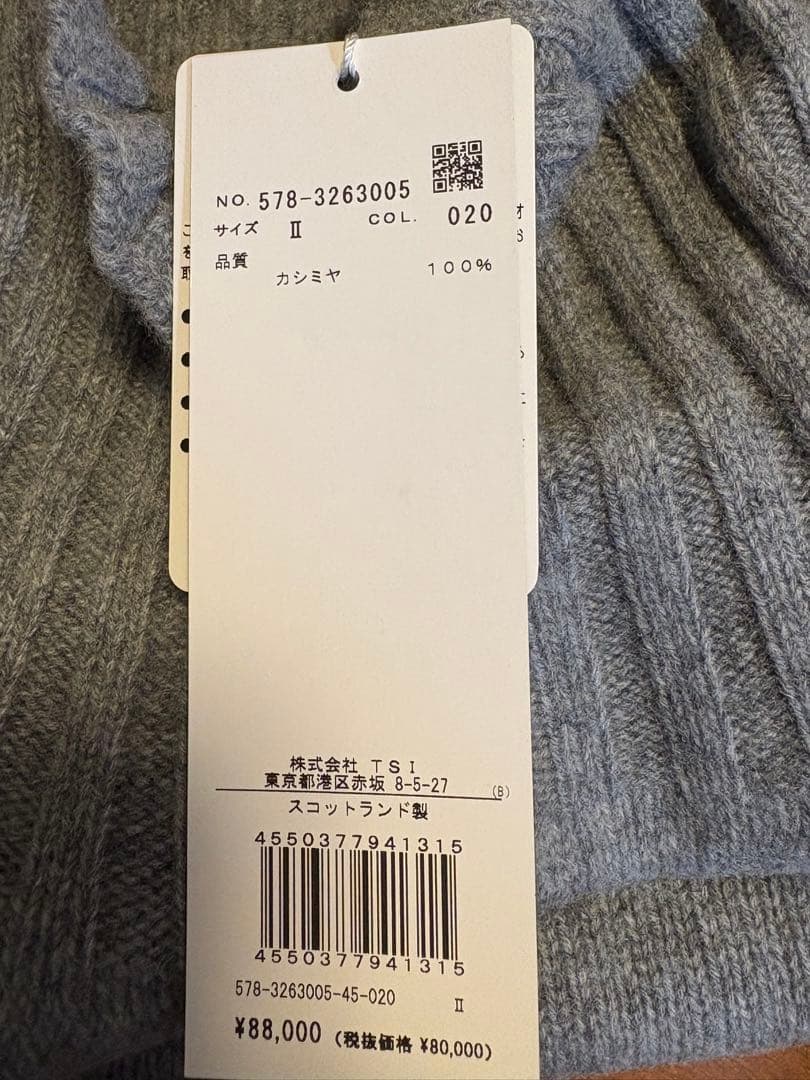 NO. 578-3263005
サイズ Ⅱ COL. 020
品質
カシミヤ 100%
株式会社 TSI
東京都港区赤坂 8-5-27 (B)
スコットランド製
4550377941315
4550377941315
578-3263005-45-020 Ⅱ
¥88,000 (税抜価格 ¥80,000)